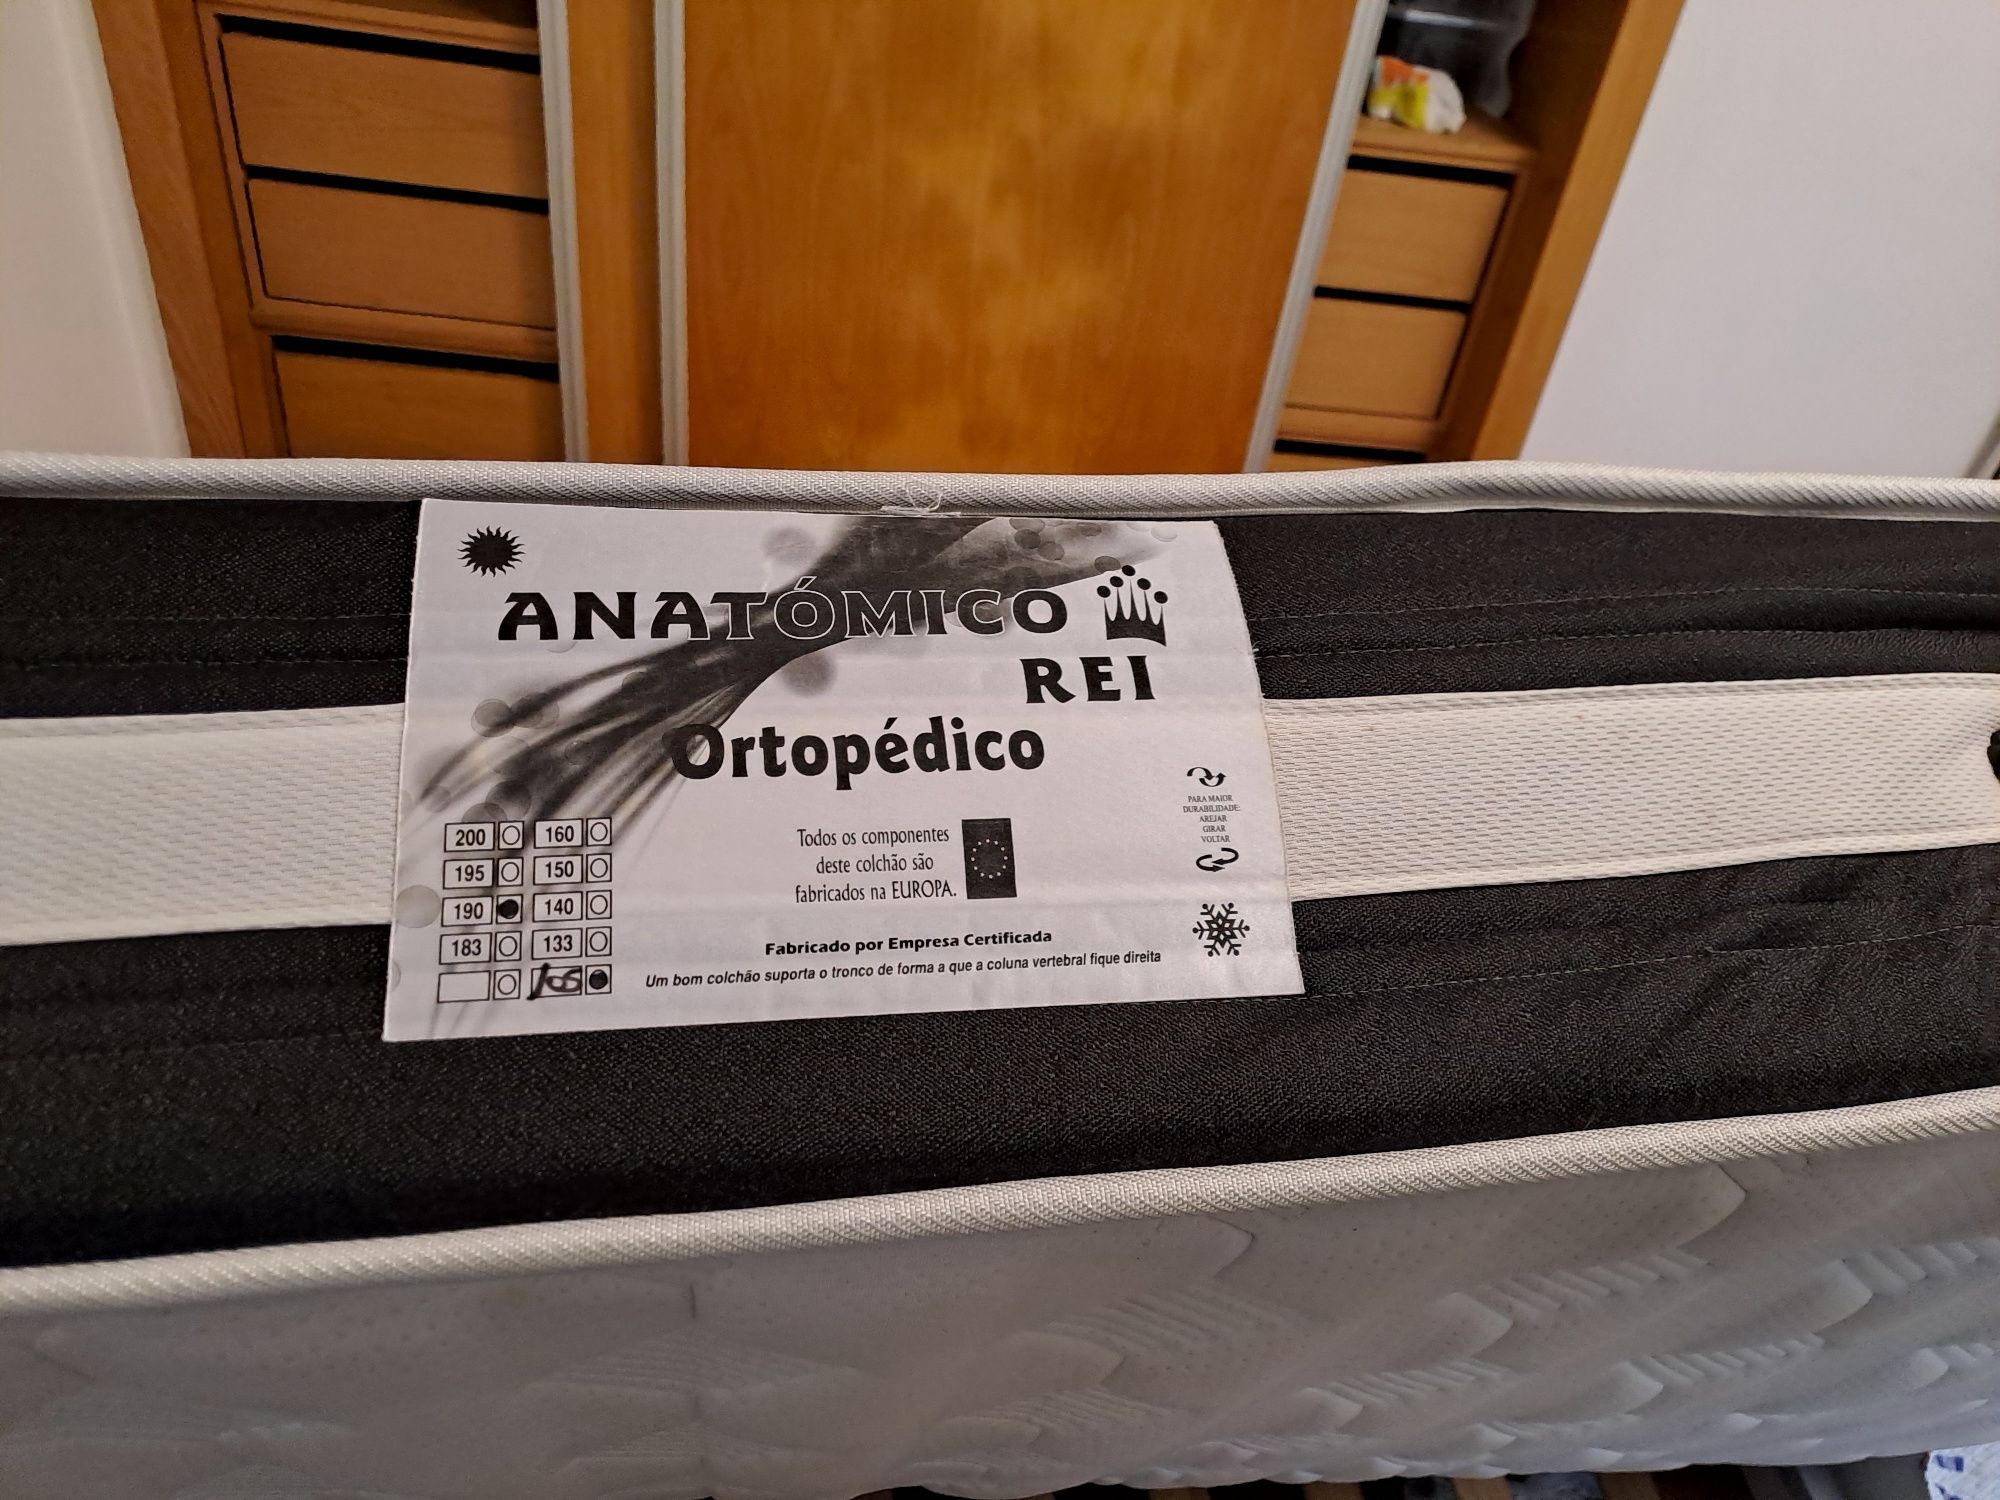 ANATÓMICO
REI
Ortopédico
200 160
195 150
190 140
183 133
105
Todos os componentes
deste colchão são
fabricados na EUROPA.
PARA MAIOR
DURABILIDADE:
AREJAR
GIRAR
VOLTAR
Fabricado por Empresa Certificada
Um bom colchão suporta o tronco de forma a que a coluna vertebral fique direita